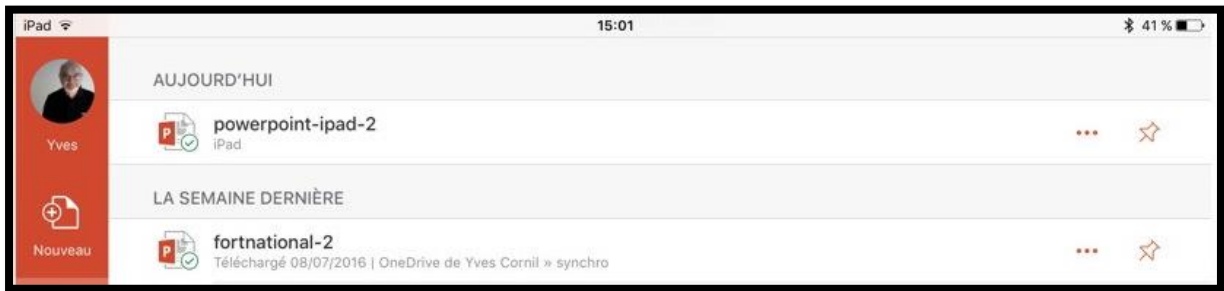 iPad 15:01 41 %
AUJOURD'HUI
powerpoint-ipad-2
iPad
Yves
LA SEMAINE DERNIÈRE
Nouveau
fortnational-2
Téléchargé 08/07/2016 | OneDrive de Yves Cornil » synchro